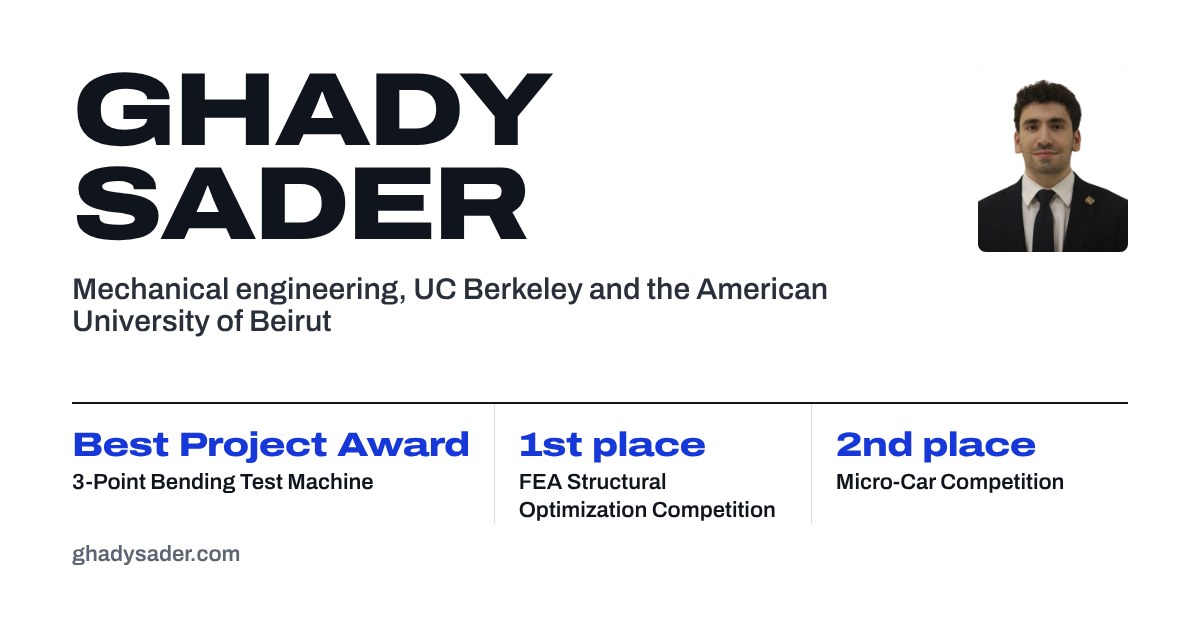 GHADY
SADER
Mechanical engineering, UC Berkeley and the American
University of Beirut
Best Project Award
3-Point Bending Test Machine
1st place
FEA Structural
Optimization Competition
2nd place
Micro-Car Competition
ghadysader.com